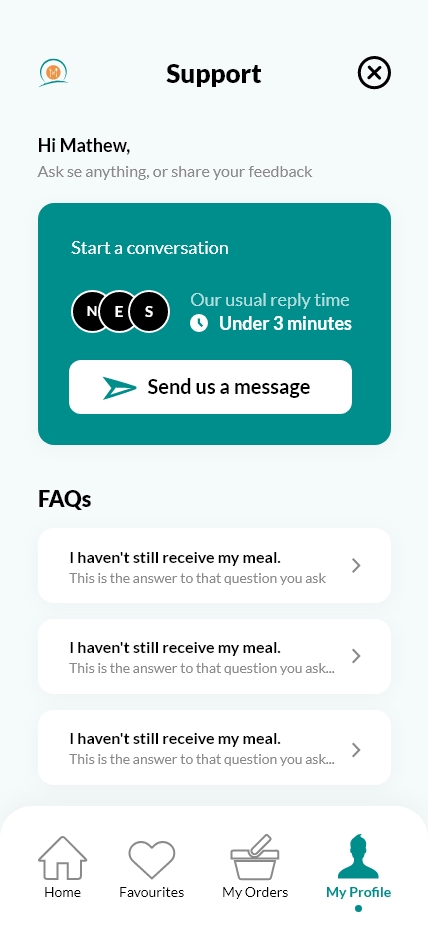 Support
Hi Mathew,
Ask se anything, or share your feedback
Start a conversation
N E S
Our usual reply time
Under 3 minutes
Send us a message
FAQs
I haven't still receive my meal.
This is the answer to that question you ask
I haven't still receive my meal.
This is the answer to that question you ask...
I haven't still receive my meal.
This is the answer to that question you ask...
Home Favourites My Orders My Profile